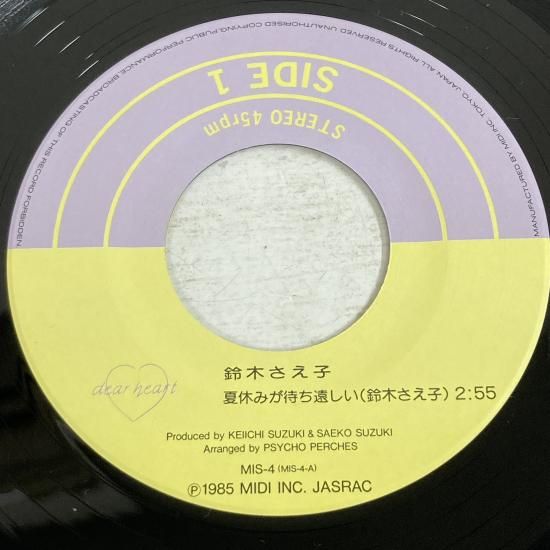 MANUFACTURED BY MIDI INC. TOKYO, JAPAN. ALL RIGHTS RESERVED. UNAUTHORISED COPYING, PUBLIC PERFORMANCE BROADCASTING OF THIS RECORD FORBIDDEN
SIDE 1
STEREO 45rpm
dear heart
鈴木さえ子
夏休みが待ち遠しい(鈴木さえ子) 2:55
Produced by KEIICHI SUZUKI & SAEKO SUZUKI
Arranged by PSYCHO PERCHES
MIS-4 (MIS-4-A)
Ⓟ1985 MIDI INC. JASRAC